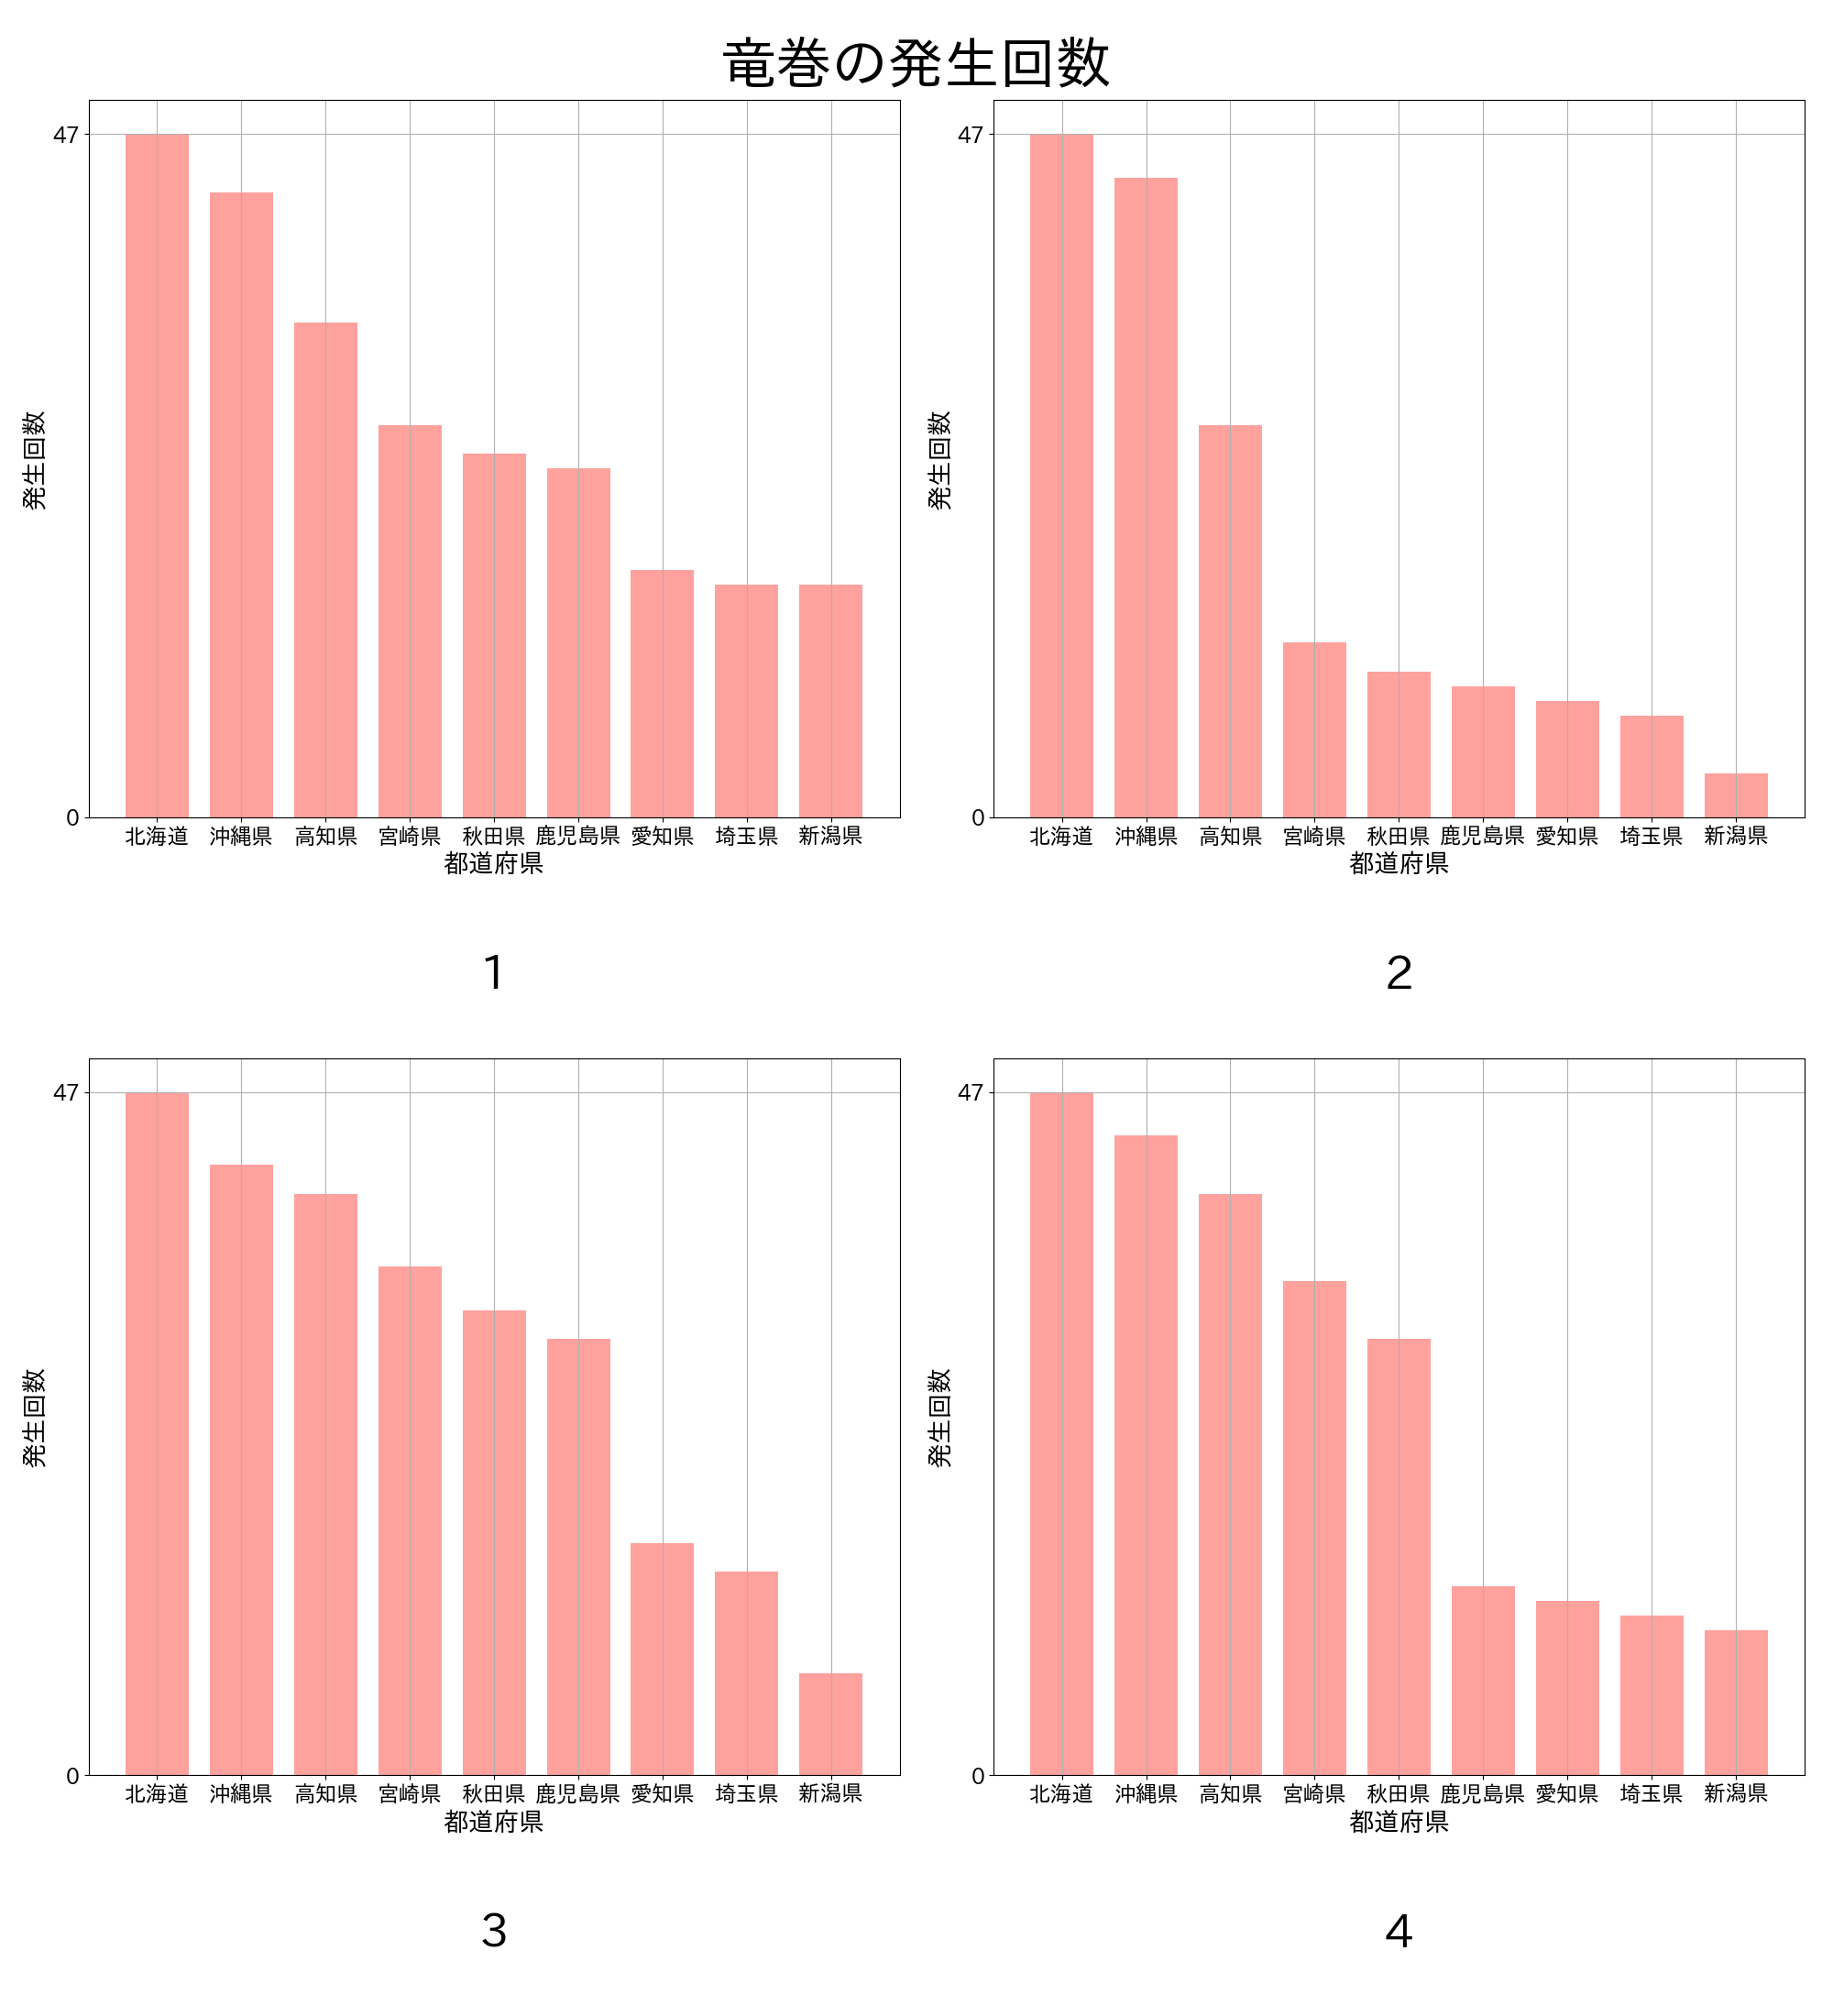 竜巻の発生回数
47
0
発生回数
北海道 沖縄県 高知県 宮崎県 秋田県 鹿児島県 愛知県 埼玉県 新潟県
都道府県
1
47
0
発生回数
北海道 沖縄県 高知県 宮崎県 秋田県 鹿児島県 愛知県 埼玉県 新潟県
都道府県
2
47
0
発生回数
北海道 沖縄県 高知県 宮崎県 秋田県 鹿児島県 愛知県 埼玉県 新潟県
都道府県
3
47
0
発生回数
北海道 沖縄県 高知県 宮崎県 秋田県 鹿児島県 愛知県 埼玉県 新潟県
都道府県
4